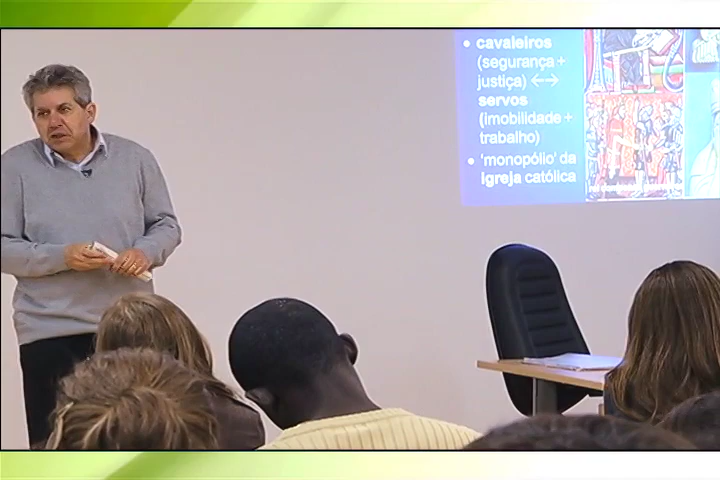 • cavaleiros
(segurança +
justiça) ↔
servos
(imobilidade +
trabalho)
• 'monopólio' da
Igreja católica